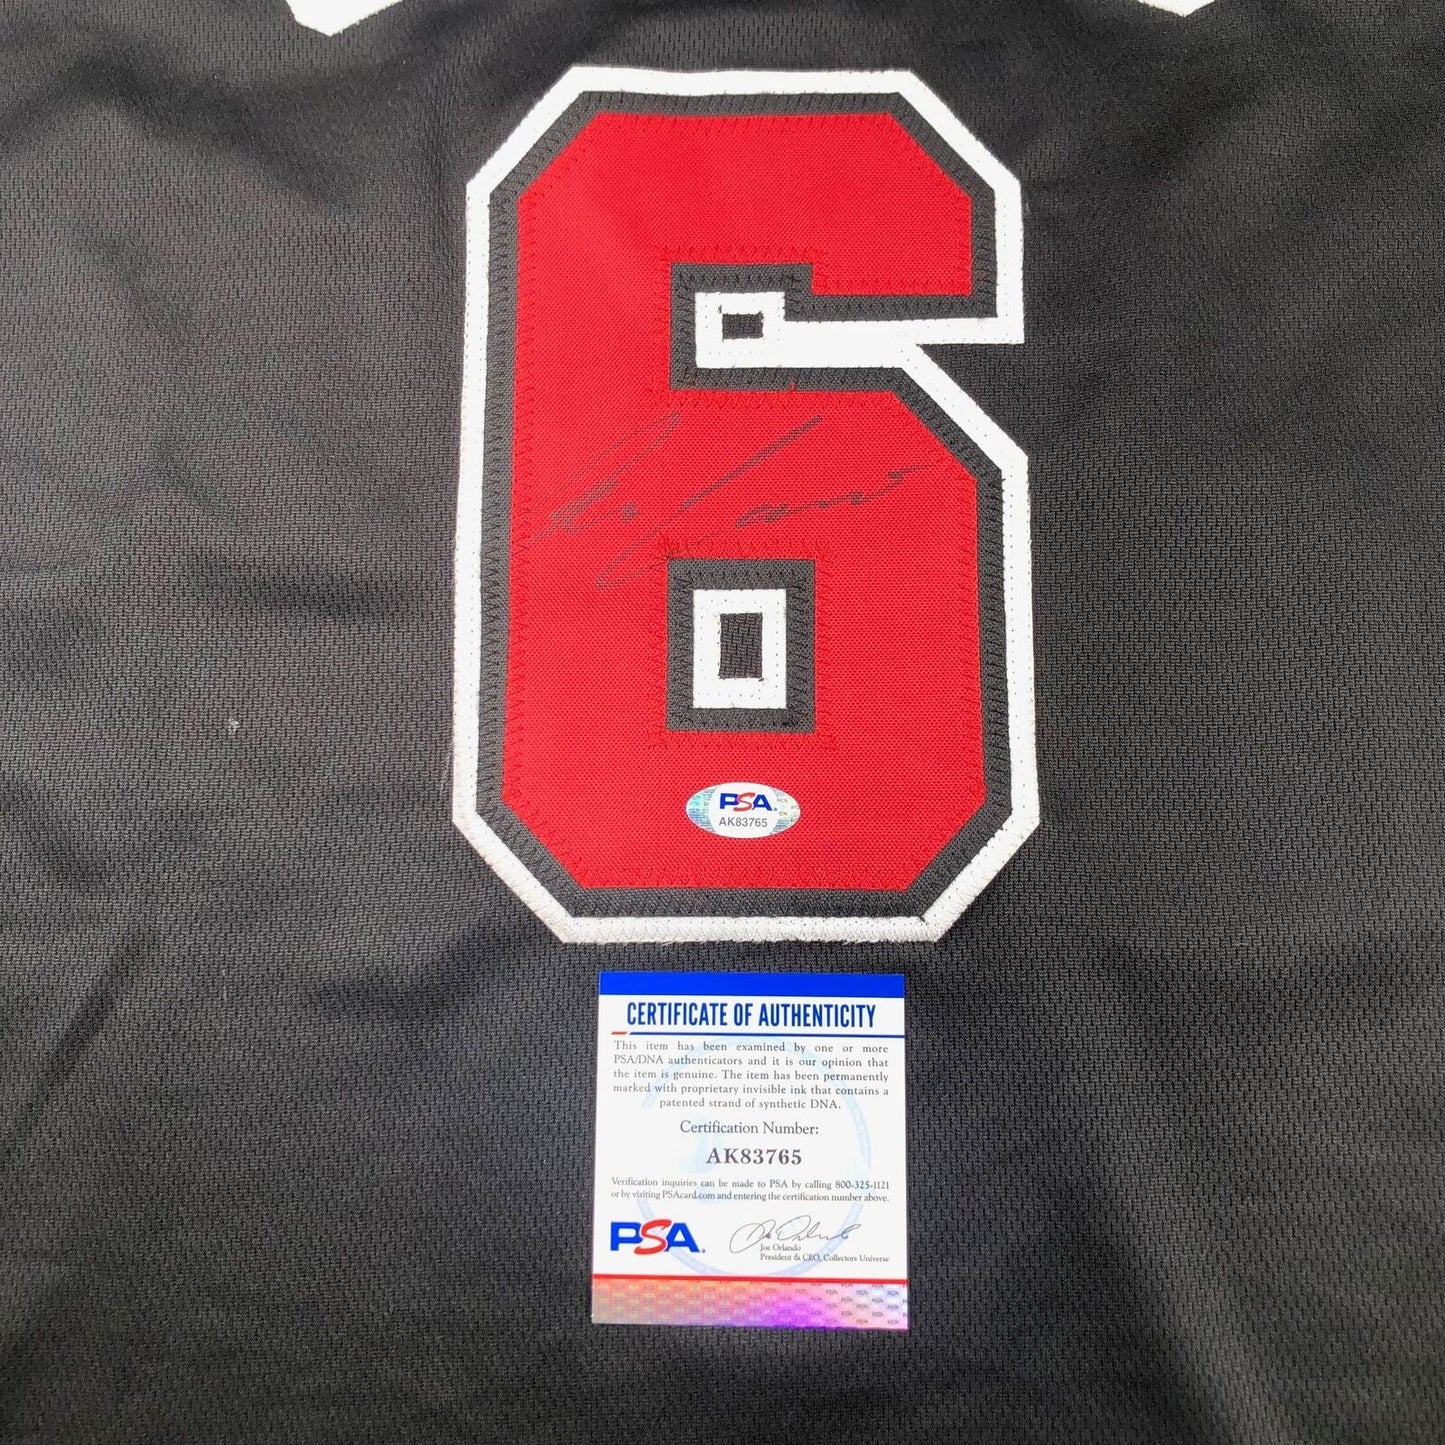 6
PSA
AK83765
CERTIFICATE OF AUTHENTICITY
This item has been examined by one or more
PSA/DNA authenticators and it is our opinion that
the item is genuine. The item has been permanently
marked with proprietary invisible ink that contains a
patented strand of synthetic DNA.
Certification Number:
AK83765
Verification inquiries can be made to PSA by calling 800-325-1121
or by visiting PSAcard.com and entering the certification number above.
PSA.
Joe Orlando
President & CEO, Collectors Universe